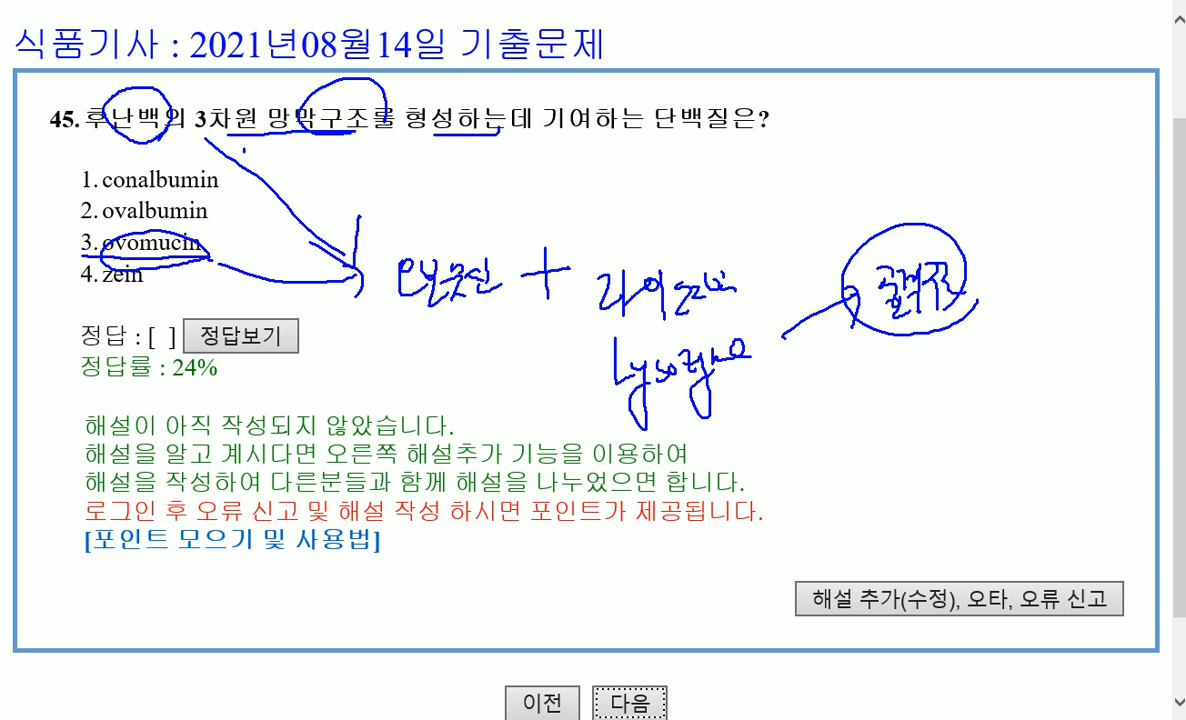 식품기사 : 2021년08월14일 기출문제
45. 후난백의 3차원 망막구조를 형성하는데 기여하는 단백질은?
1. conalbumin
2. ovalbumin
3. ovomucin
4. zein
+ 라이소자임
lysozyme
골격구조
정답 : [ ] 정답보기
정답률 : 24%
해설이 아직 작성되지 않았습니다.
해설을 알고 계시다면 오른쪽 해설추가 기능을 이용하여
해설을 작성하여 다른분들과 함께 해설을 나누었으면 합니다.
로그인 후 오류 신고 및 해설 작성 하시면 포인트가 제공됩니다.
[포인트 모으기 및 사용법]
해설 추가(수정), 오타, 오류 신고
이전 다음